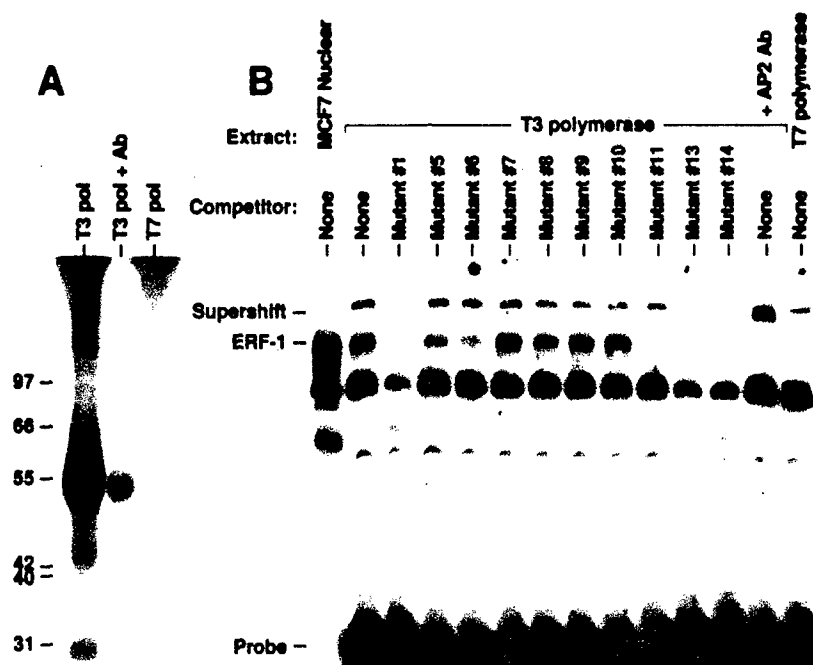 A
B
Extract:
MCF7 Nuclear
T3 polymerase
+ AP2 Ab
T7 polymerase
Competitor:
– None
– None
– Mutant #1
– Mutant #5
– Mutant #6
– Mutant #7
– Mutant #8
– Mutant #9
– Mutant #10
– Mutant #11
– Mutant #13
– Mutant #14
– None
– None
– T3 pol
– T3 pol + Ab
– T7 pol
Supershift –
ERF-1 –
97 –
66 –
55 –
42 –
40 –
31 –
Probe –